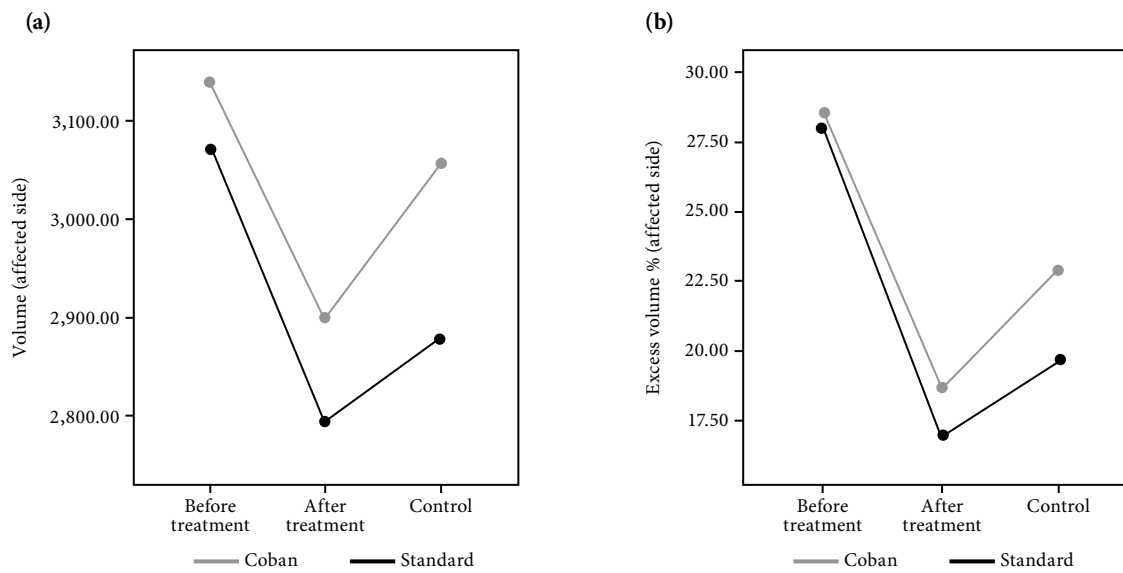 (a)
Volume (affected side)
3,100.00
3,000.00
2,900.00
2,800.00
Before
treatment
After
treatment
Control
Coban
Standard
(b)
Excess volume % (affected side)
30.00
27.50
25.00
22.50
20.00
17.50
Before
treatment
After
treatment
Control
Coban
Standard